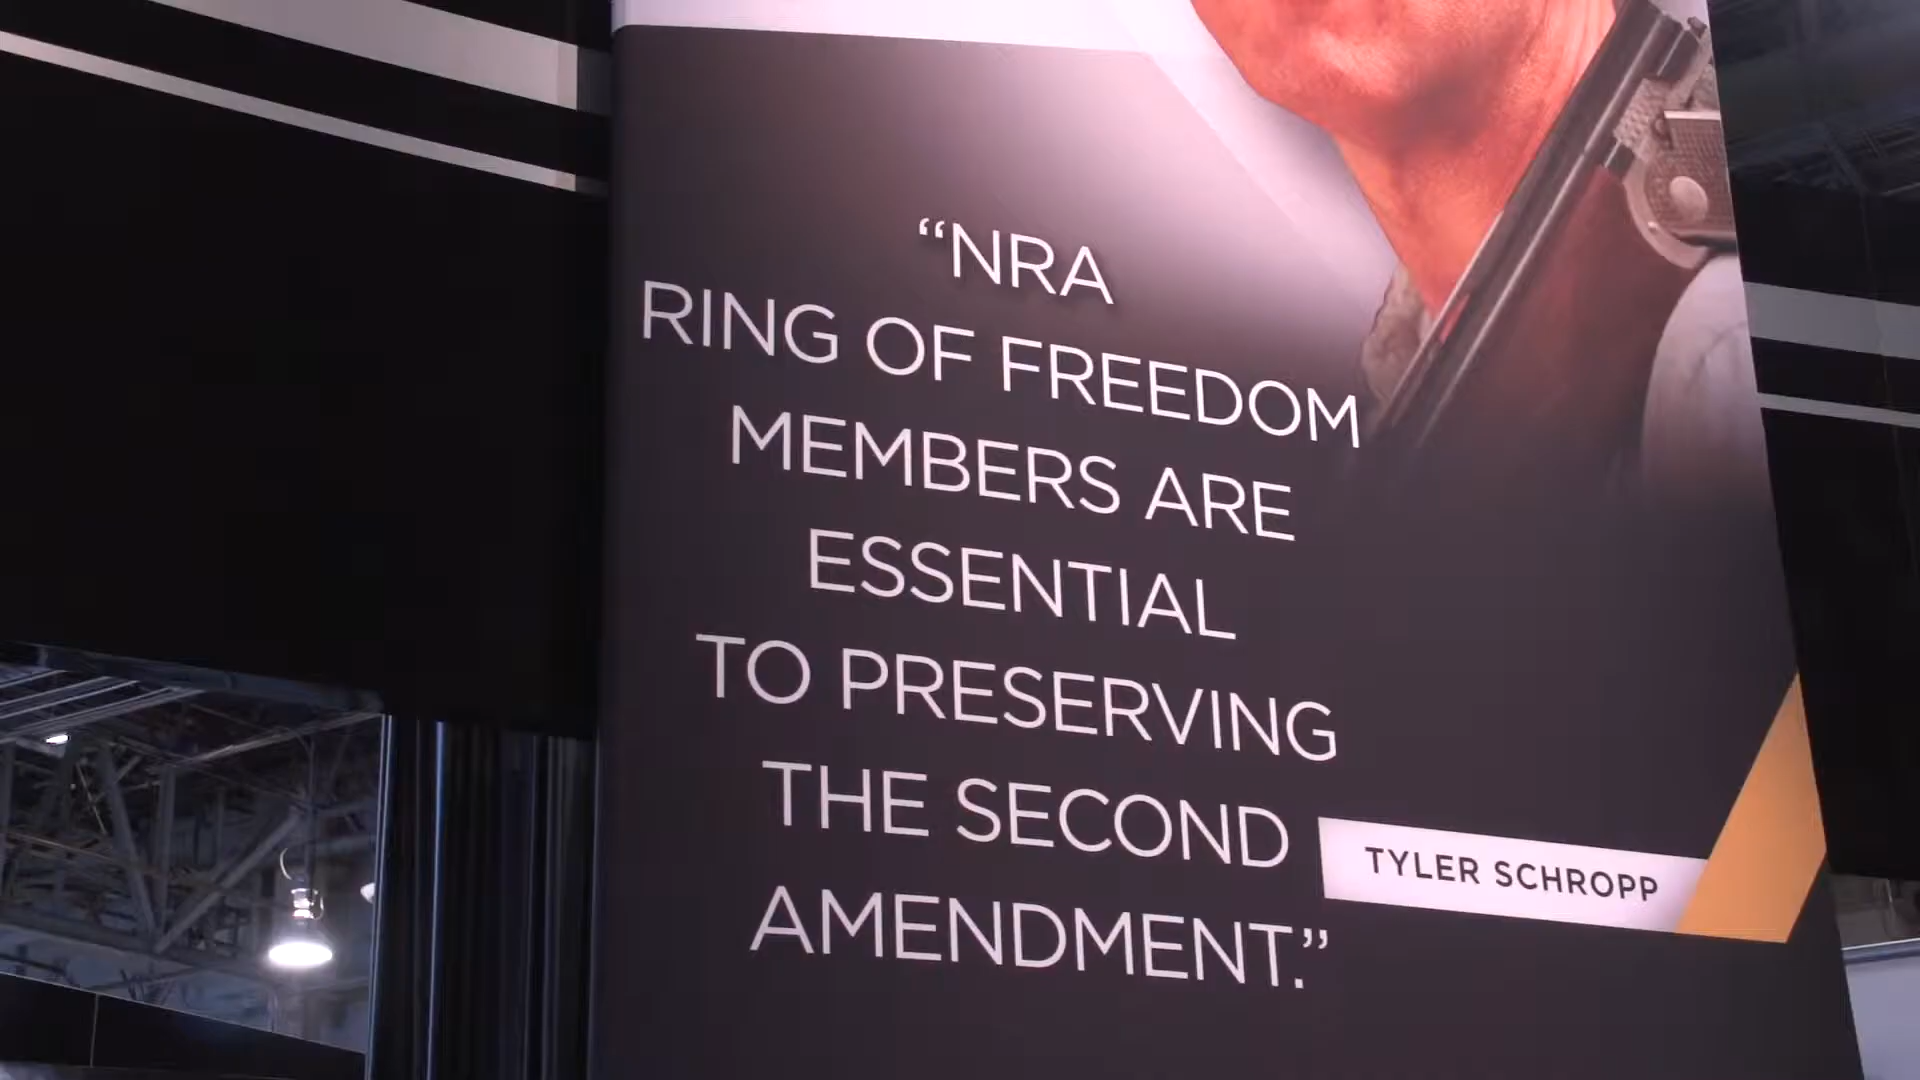 “NRA
RING OF FREEDOM
MEMBERS ARE
ESSENTIAL
TO PRESERVING
THE SECOND
AMENDMENT.”
TYLER SCHROPP